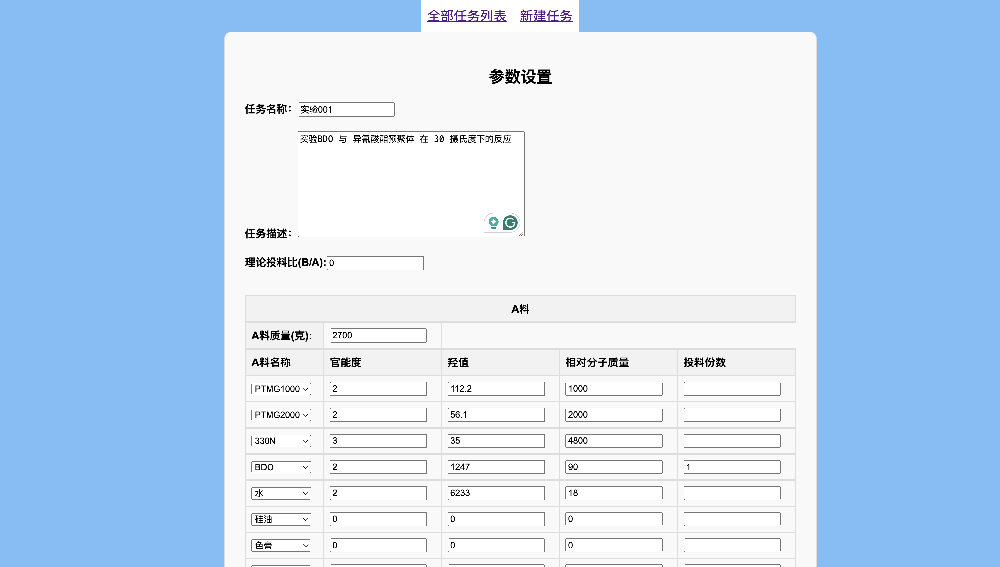 全部任务列表 新建任务
参数设置
任务名称： 实验001
实验BDO 与 异氰酸酯预聚体 在 30 摄氏度下的反应
任务描述：
理论投料比(B/A): 0
A料
A料质量(克): 2700
A料名称 官能度 羟值 相对分子质量 投料份数
PTMG1000 2 112.2 1000
PTMG2000 2 56.1 2000
330N 3 35 4800
BDO 2 1247 90 1
水 2 6233 18
硅油 0 0 0
色膏 0 0 0